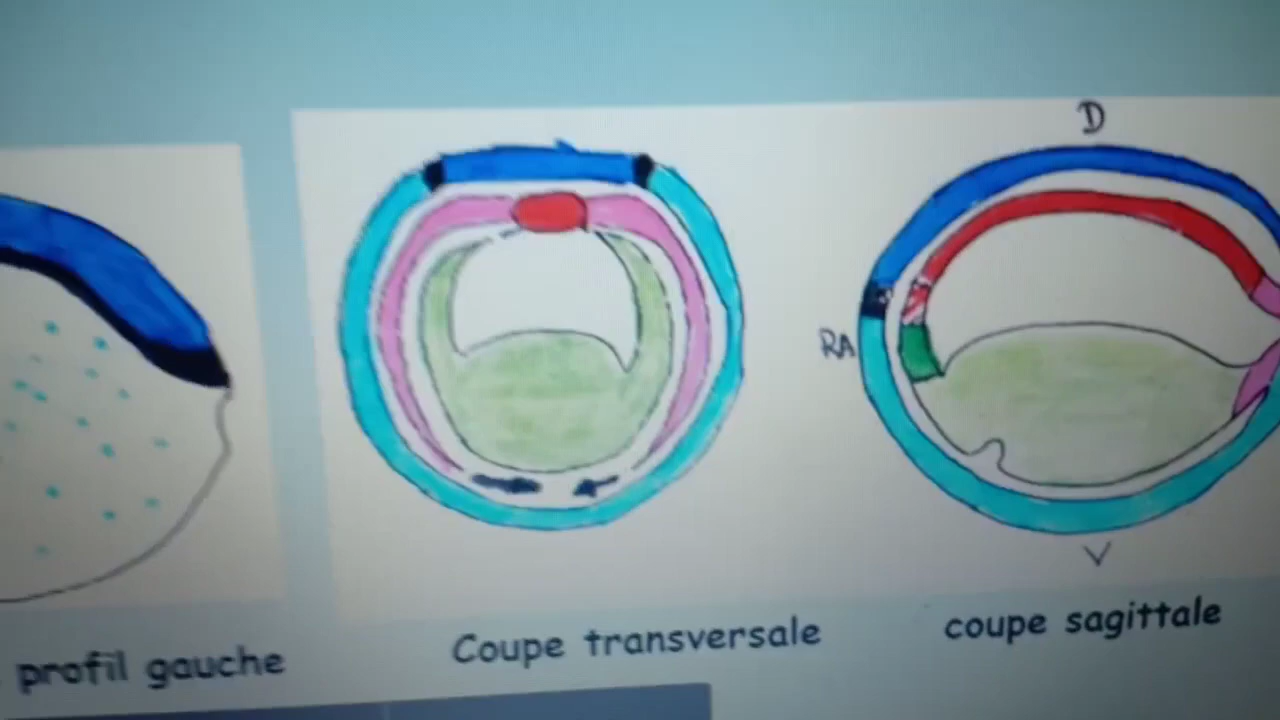 D
RA
V
profil gauche
Coupe transversale
coupe sagittale